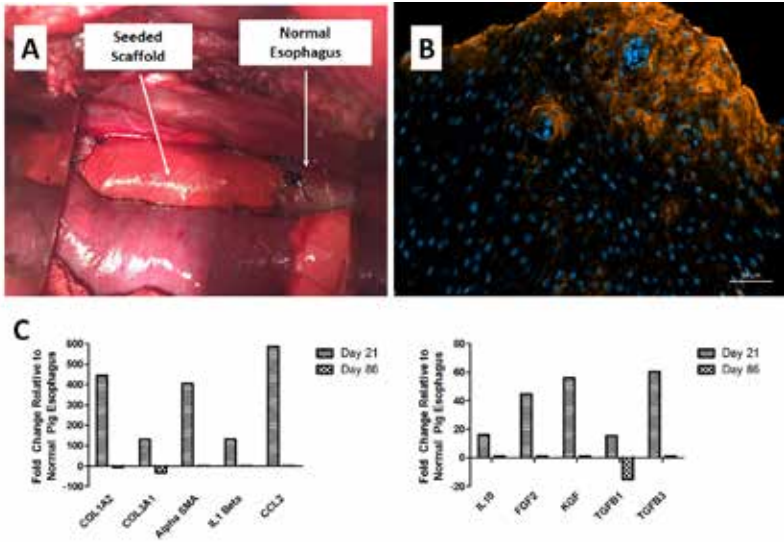 A
Seeded
Scaffold
Normal
Esophagus
B
C
Fold Change Relative to
Normal Pig Esophagus
600
500
400
300
200
100
0
-100
COL1A2
COL3A1
Alpha SMA
IL1 Beta
CCL2
Day 21
Day 86
Fold Change Relative to
Normal Pig Esophagus
80
60
40
20
0
-20
IL10
FGF2
KGF
TGFB1
TGFB3
Day 21
Day 86